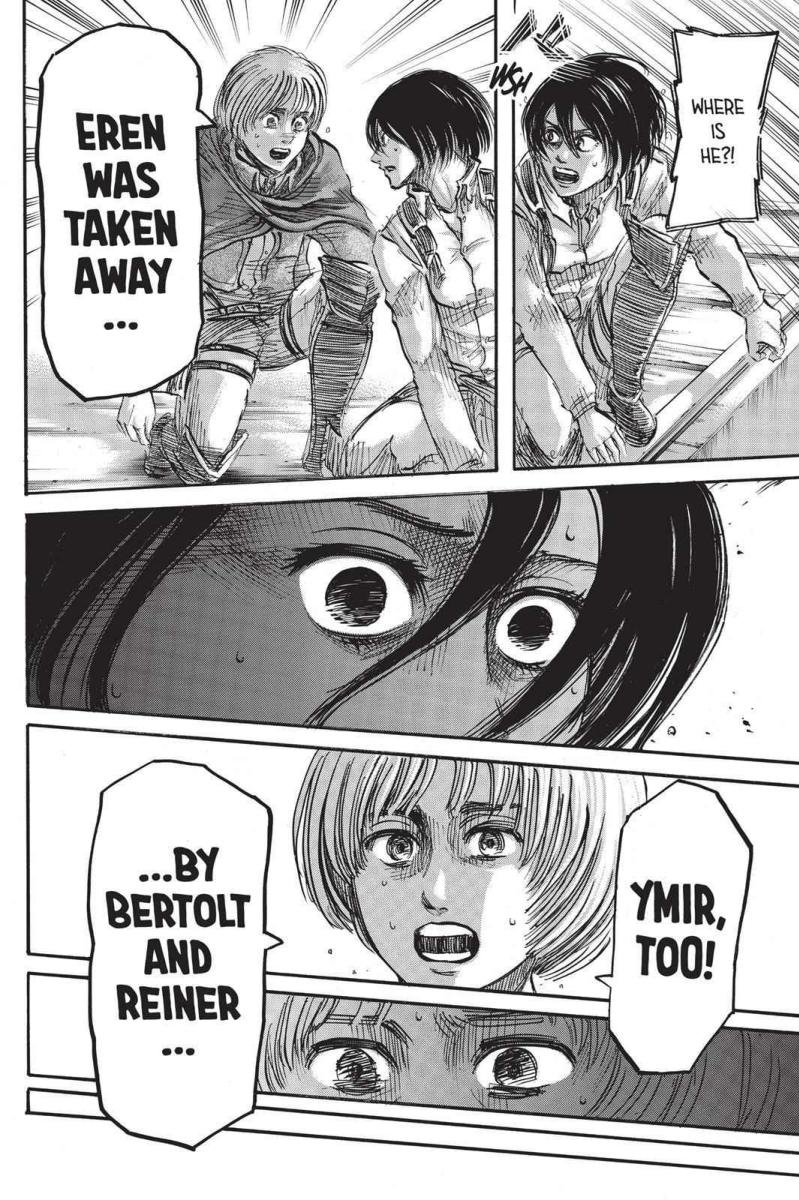 WHERE
IS
HE?!
WSH
EREN
WAS
TAKEN
AWAY
...
YMIR,
TOO!
...BY
BERTOLT
AND
REINER
...